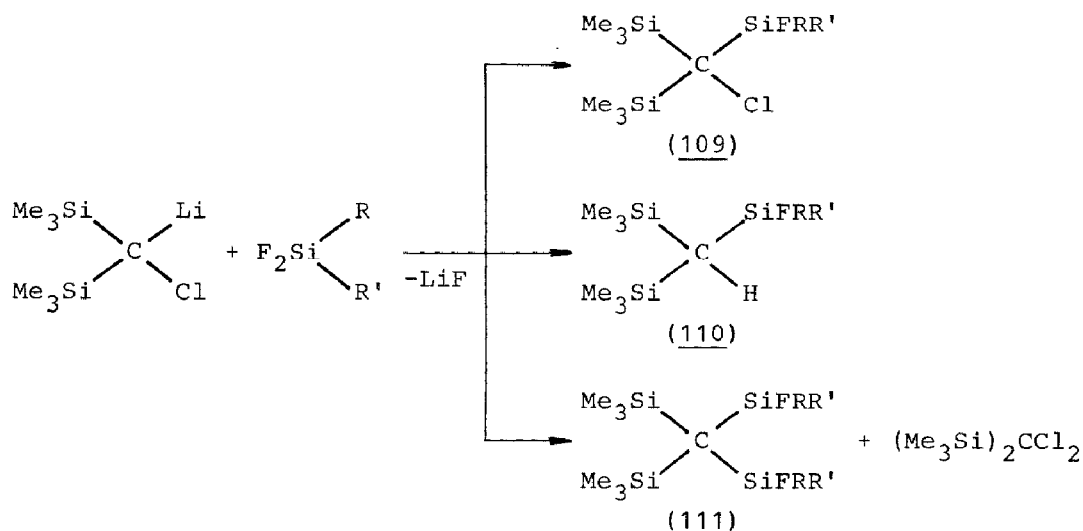 Me₃Si SiFRR'
C
Me₃Si Cl
(109)
Me₃Si Li
C
Me₃Si Cl
+ F₂Si R
R'
-LiF
Me₃Si SiFRR'
C
Me₃Si H
(110)
Me₃Si SiFRR'
C + (Me₃Si)₂CCl₂
Me₃Si SiFRR'
(111)